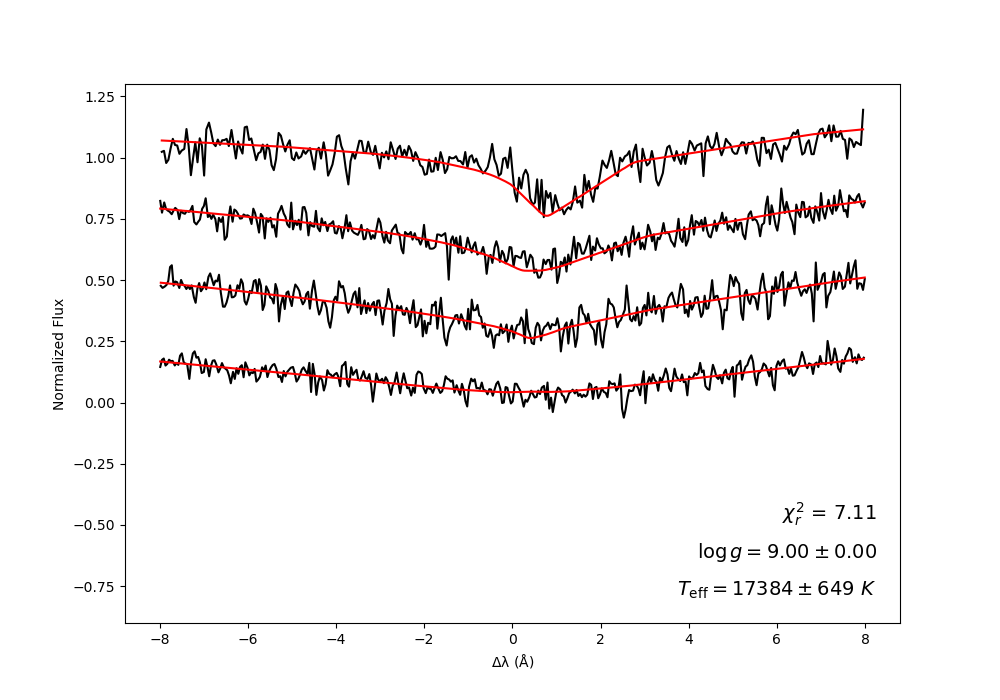 1.25
1.00
0.75
0.50
0.25
0.00
−0.25
−0.50
−0.75
Normalized Flux
χ_r^2 = 7.11
log g = 9.00 ± 0.00
T_eff = 17384 ± 649 K
−8 −6 −4 −2 0 2 4 6 8
Δλ (Å)